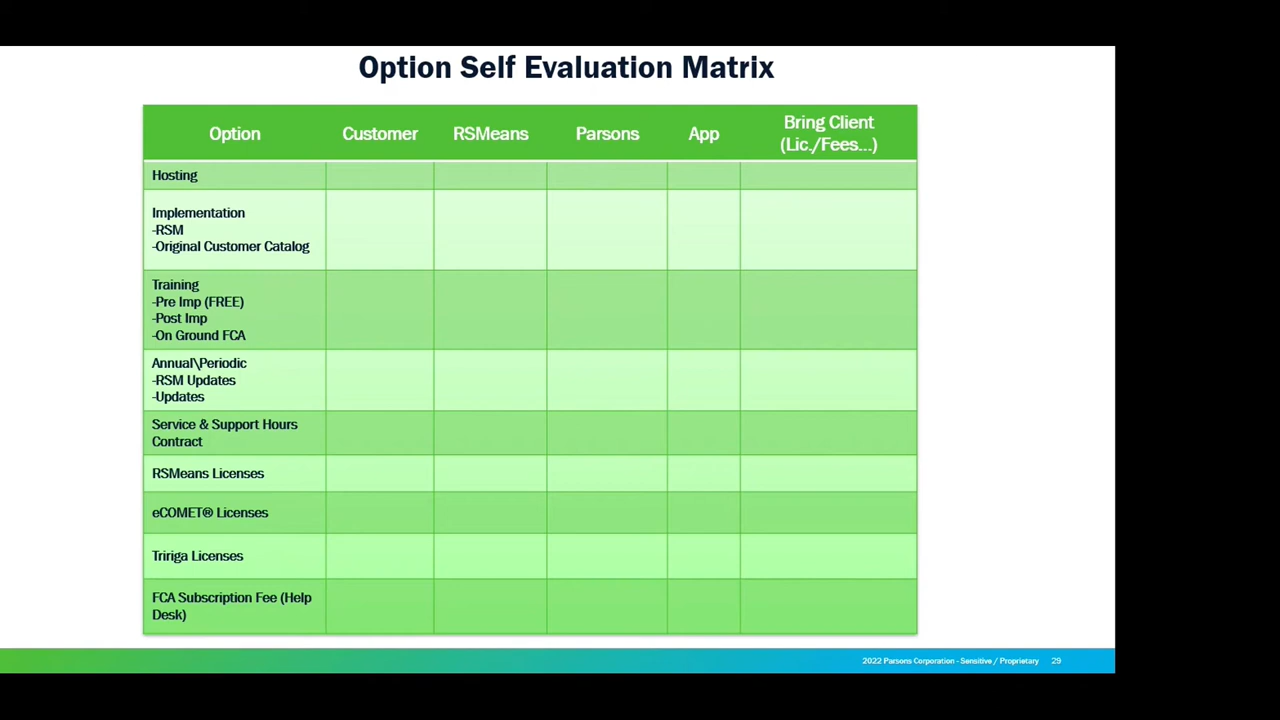 Option Self Evaluation Matrix
Option Customer RSMeans Parsons App Bring Client
(Lic./Fees...)
Hosting
Implementation
-RSM
-Original Customer Catalog
Training
-Pre Imp (FREE)
-Post Imp
-On Ground FCA
Annual\Periodic
-RSM Updates
-Updates
Service & Support Hours
Contract
RSMeans Licenses
eCOMET® Licenses
Tririga Licenses
FCA Subscription Fee (Help
Desk)
2022 Parsons Corporation - Sensitive / Proprietary 29